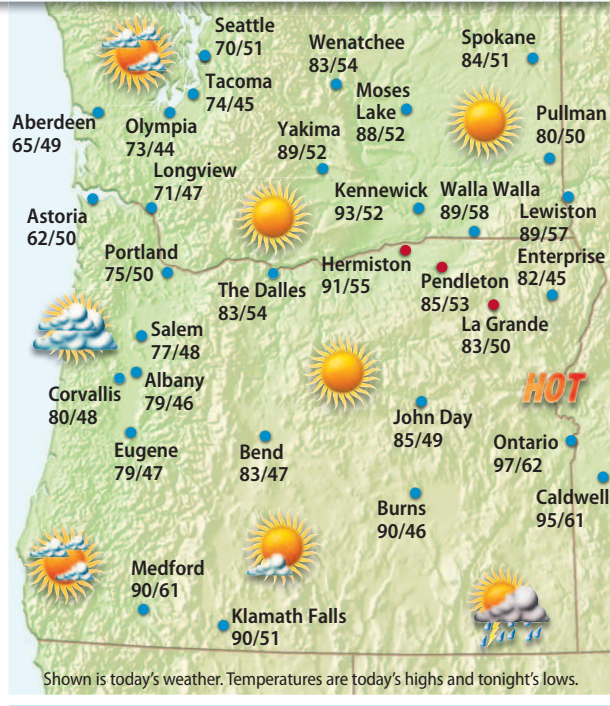 Seattle
70/51
Wenatchee
83/54
Spokane
84/51
Tacoma
74/45
Moses
Lake
88/52
Aberdeen
65/49
Olympia
73/44
Yakima
89/52
Pullman
80/50
Longview
71/47
Kennewick
93/52
Walla Walla
89/58
Lewiston
89/57
Astoria
62/50
Portland
75/50
The Dalles
83/54
Hermiston
91/55
Pendleton
85/53
Enterprise
82/45
La Grande
83/50
Salem
77/48
Corvallis
80/48
Albany
79/46
HOT
John Day
85/49
Eugene
79/47
Bend
83/47
Ontario
97/62
Burns
90/46
Caldwell
95/61
Medford
90/61
Klamath Falls
90/51
Shown is today's weather. Temperatures are today's highs and tonight's lows.